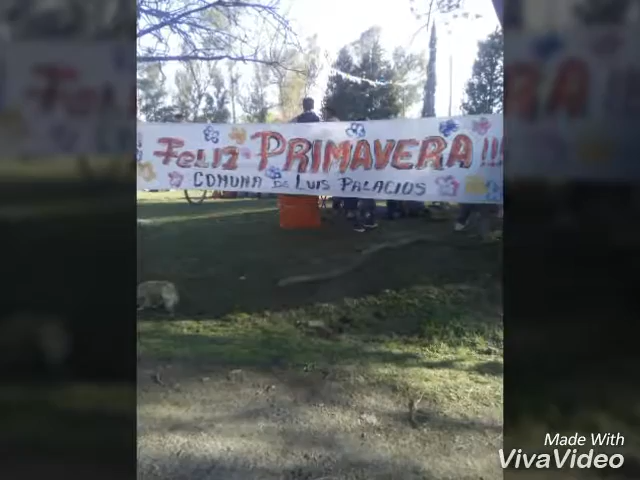 Feliz PRIMAVERA !!!
COMUNA DE LUIS PALACIOS
Made With
VivaVideo